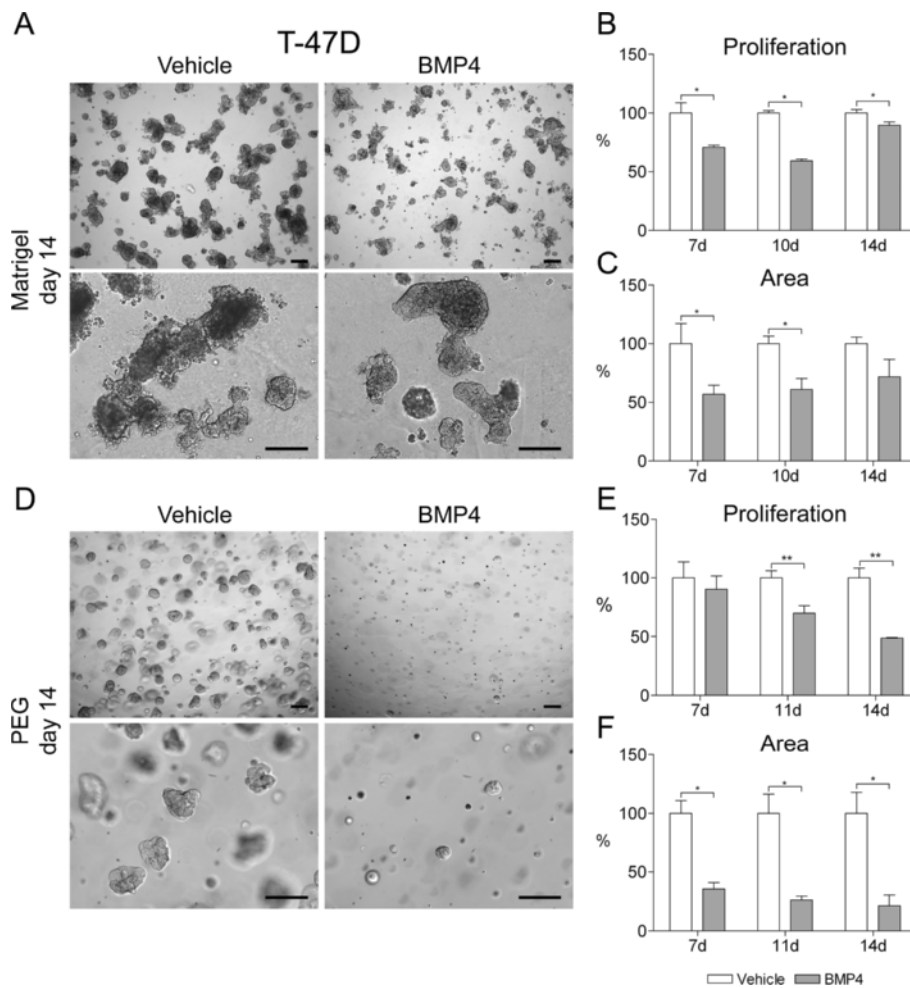 A
T-47D
Vehicle BMP4
Matrigel
day 14
B
Proliferation
150
100
50
0
%
* * *
7d 10d 14d
C
Area
150
100
50
0
%
* *
7d 10d 14d
D
Vehicle BMP4
PEG
day 14
E
Proliferation
150
100
50
0
%
** **
7d 11d 14d
F
Area
150
100
50
0
%
* * *
7d 11d 14d
Vehicle BMP4